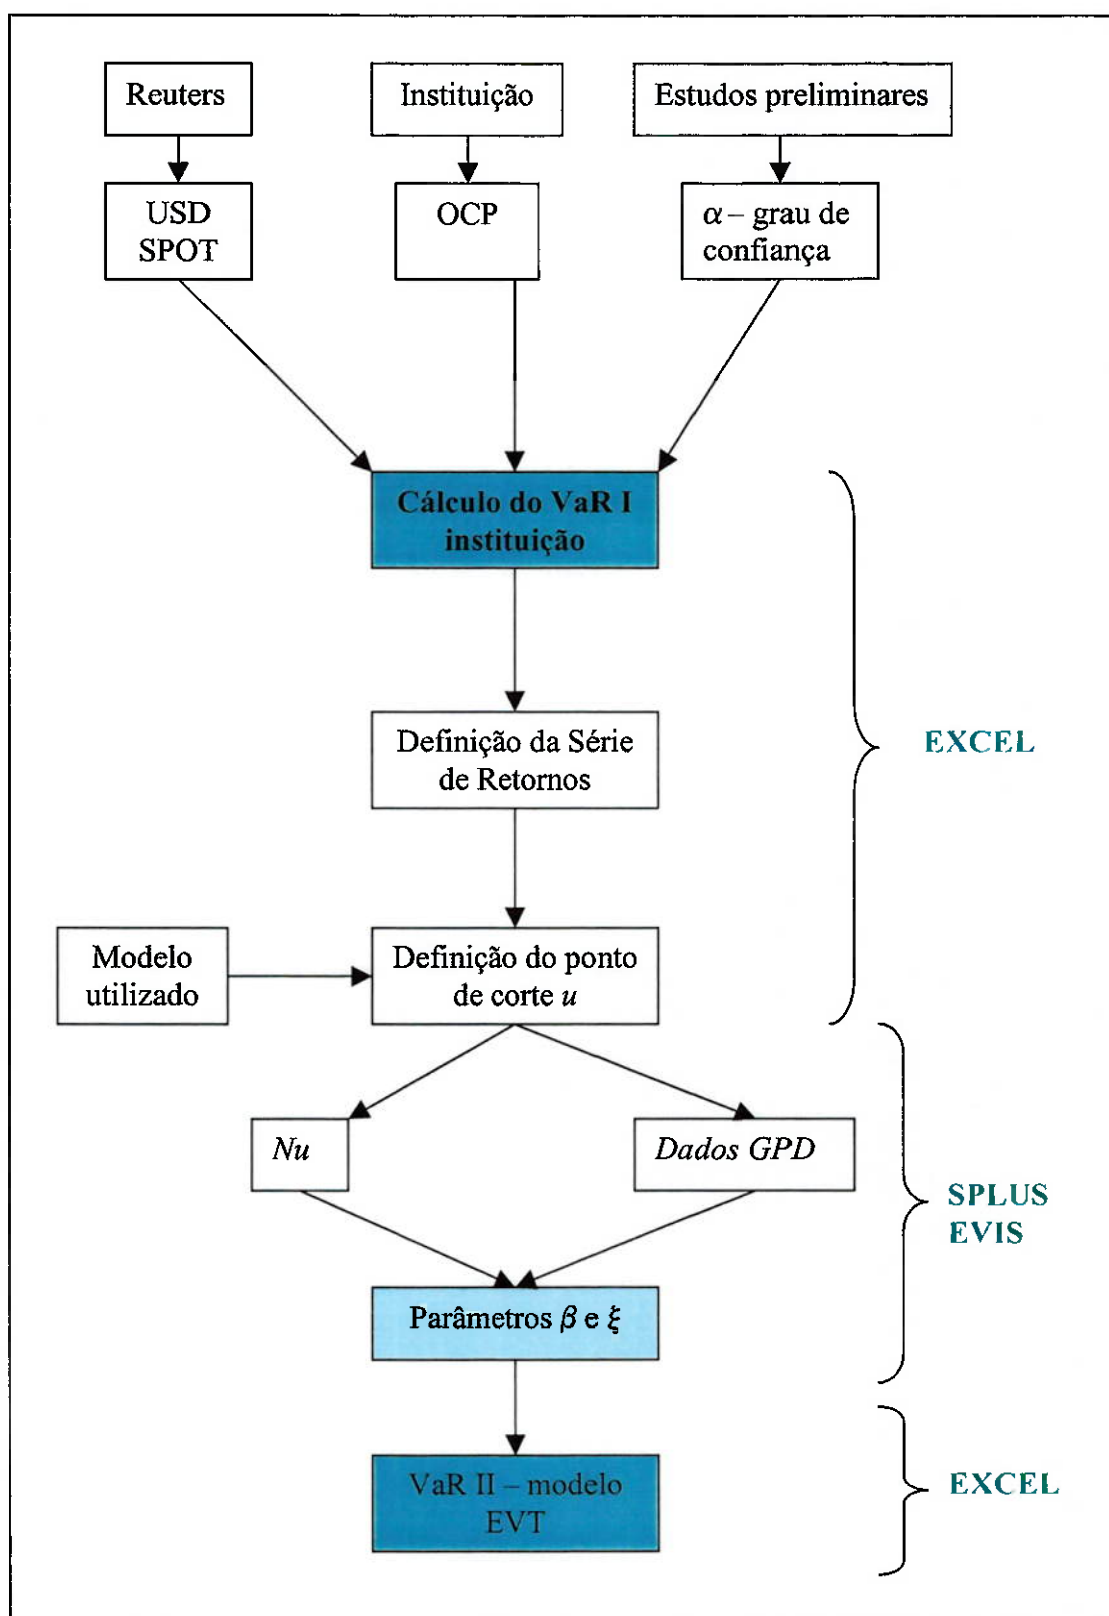 Reuters
Instituição
Estudos preliminares
USD
SPOT
OCP
α – grau de
confiança
Cálculo do VaR I
instituição
Definição da Série
de Retornos
EXCEL
Modelo
utilizado
Definição do ponto
de corte u
Nu
Dados GPD
SPLUS
EVIS
Parâmetros β e ξ
VaR II – modelo
EVT
EXCEL